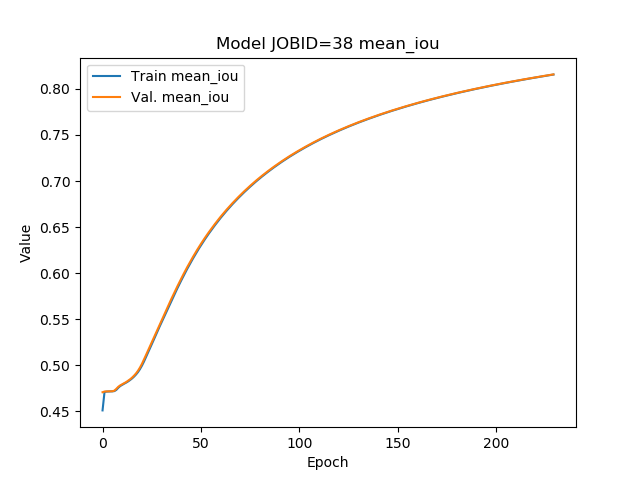 Model JOBID=38 mean_iou
Train mean_iou
Val. mean_iou
Value
0.80
0.75
0.70
0.65
0.60
0.55
0.50
0.45
0
50
100
150
200
Epoch